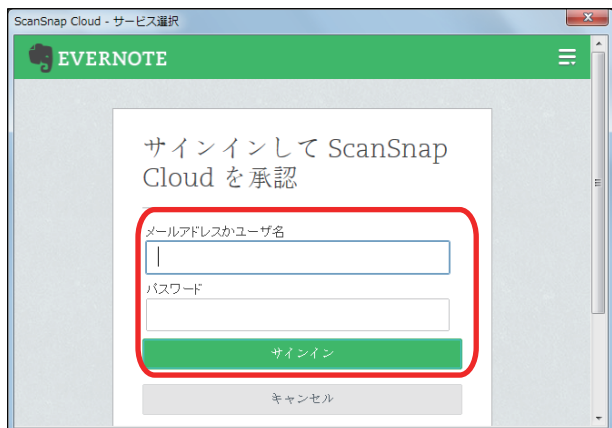 ScanSnap Cloud - サービス選択
EVERNOTE
サインインして ScanSnap
Cloud を承認
メールアドレスかユーザ名
パスワード
サインイン
キャンセル